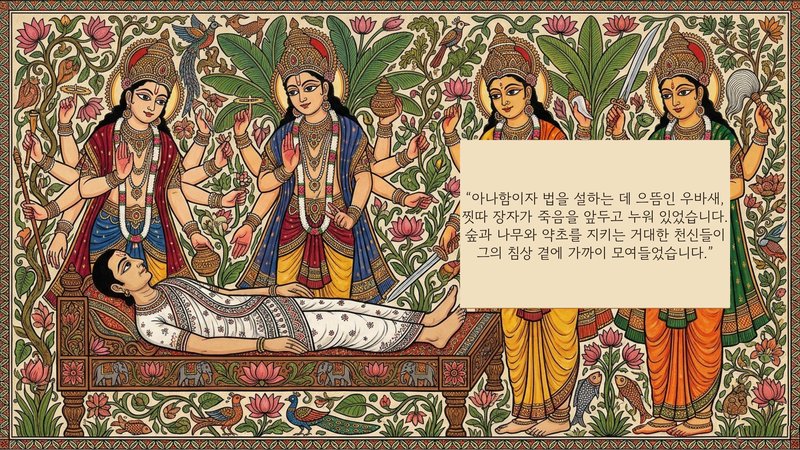 “아나함이자 법을 설하는 데 으뜸인 우바새,
찟따 장자가 죽음을 앞두고 누워 있었습니다.
숲과 나무와 약초를 지키는 거대한 천신들이
그의 침상 곁에 가까이 모여들었습니다.”